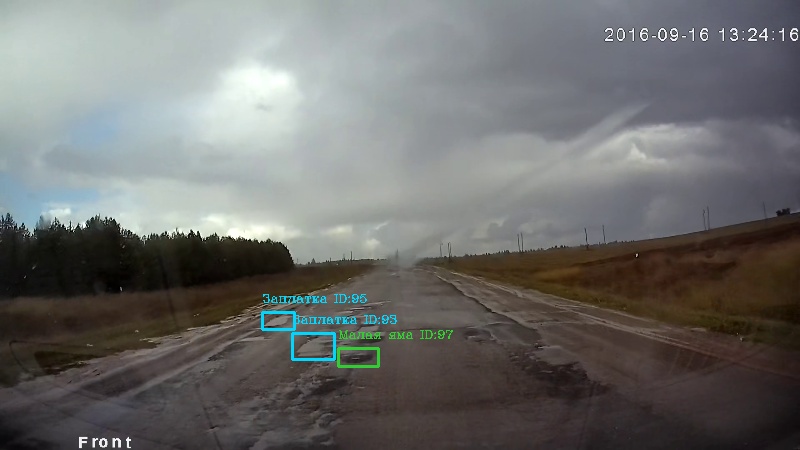 2016-09-16 13:24:16
Заплатка ID:95
Заплатка ID:93
Малая яма ID:97
Front